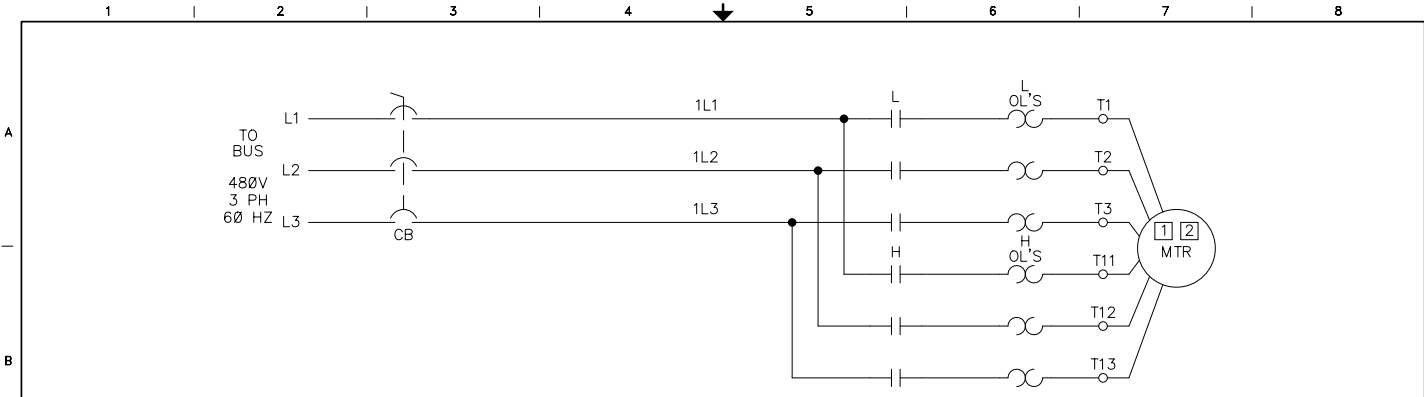 1 2 3 4 5 6 7 8
A
B
TO
BUS
480V
3 PH
60 HZ
L1
L2
L3
CB
1L1
1L2
1L3
L
L
OL'S
T1
T2
T3
H
H
OL'S
T11
T12
T13
1 2
MTR